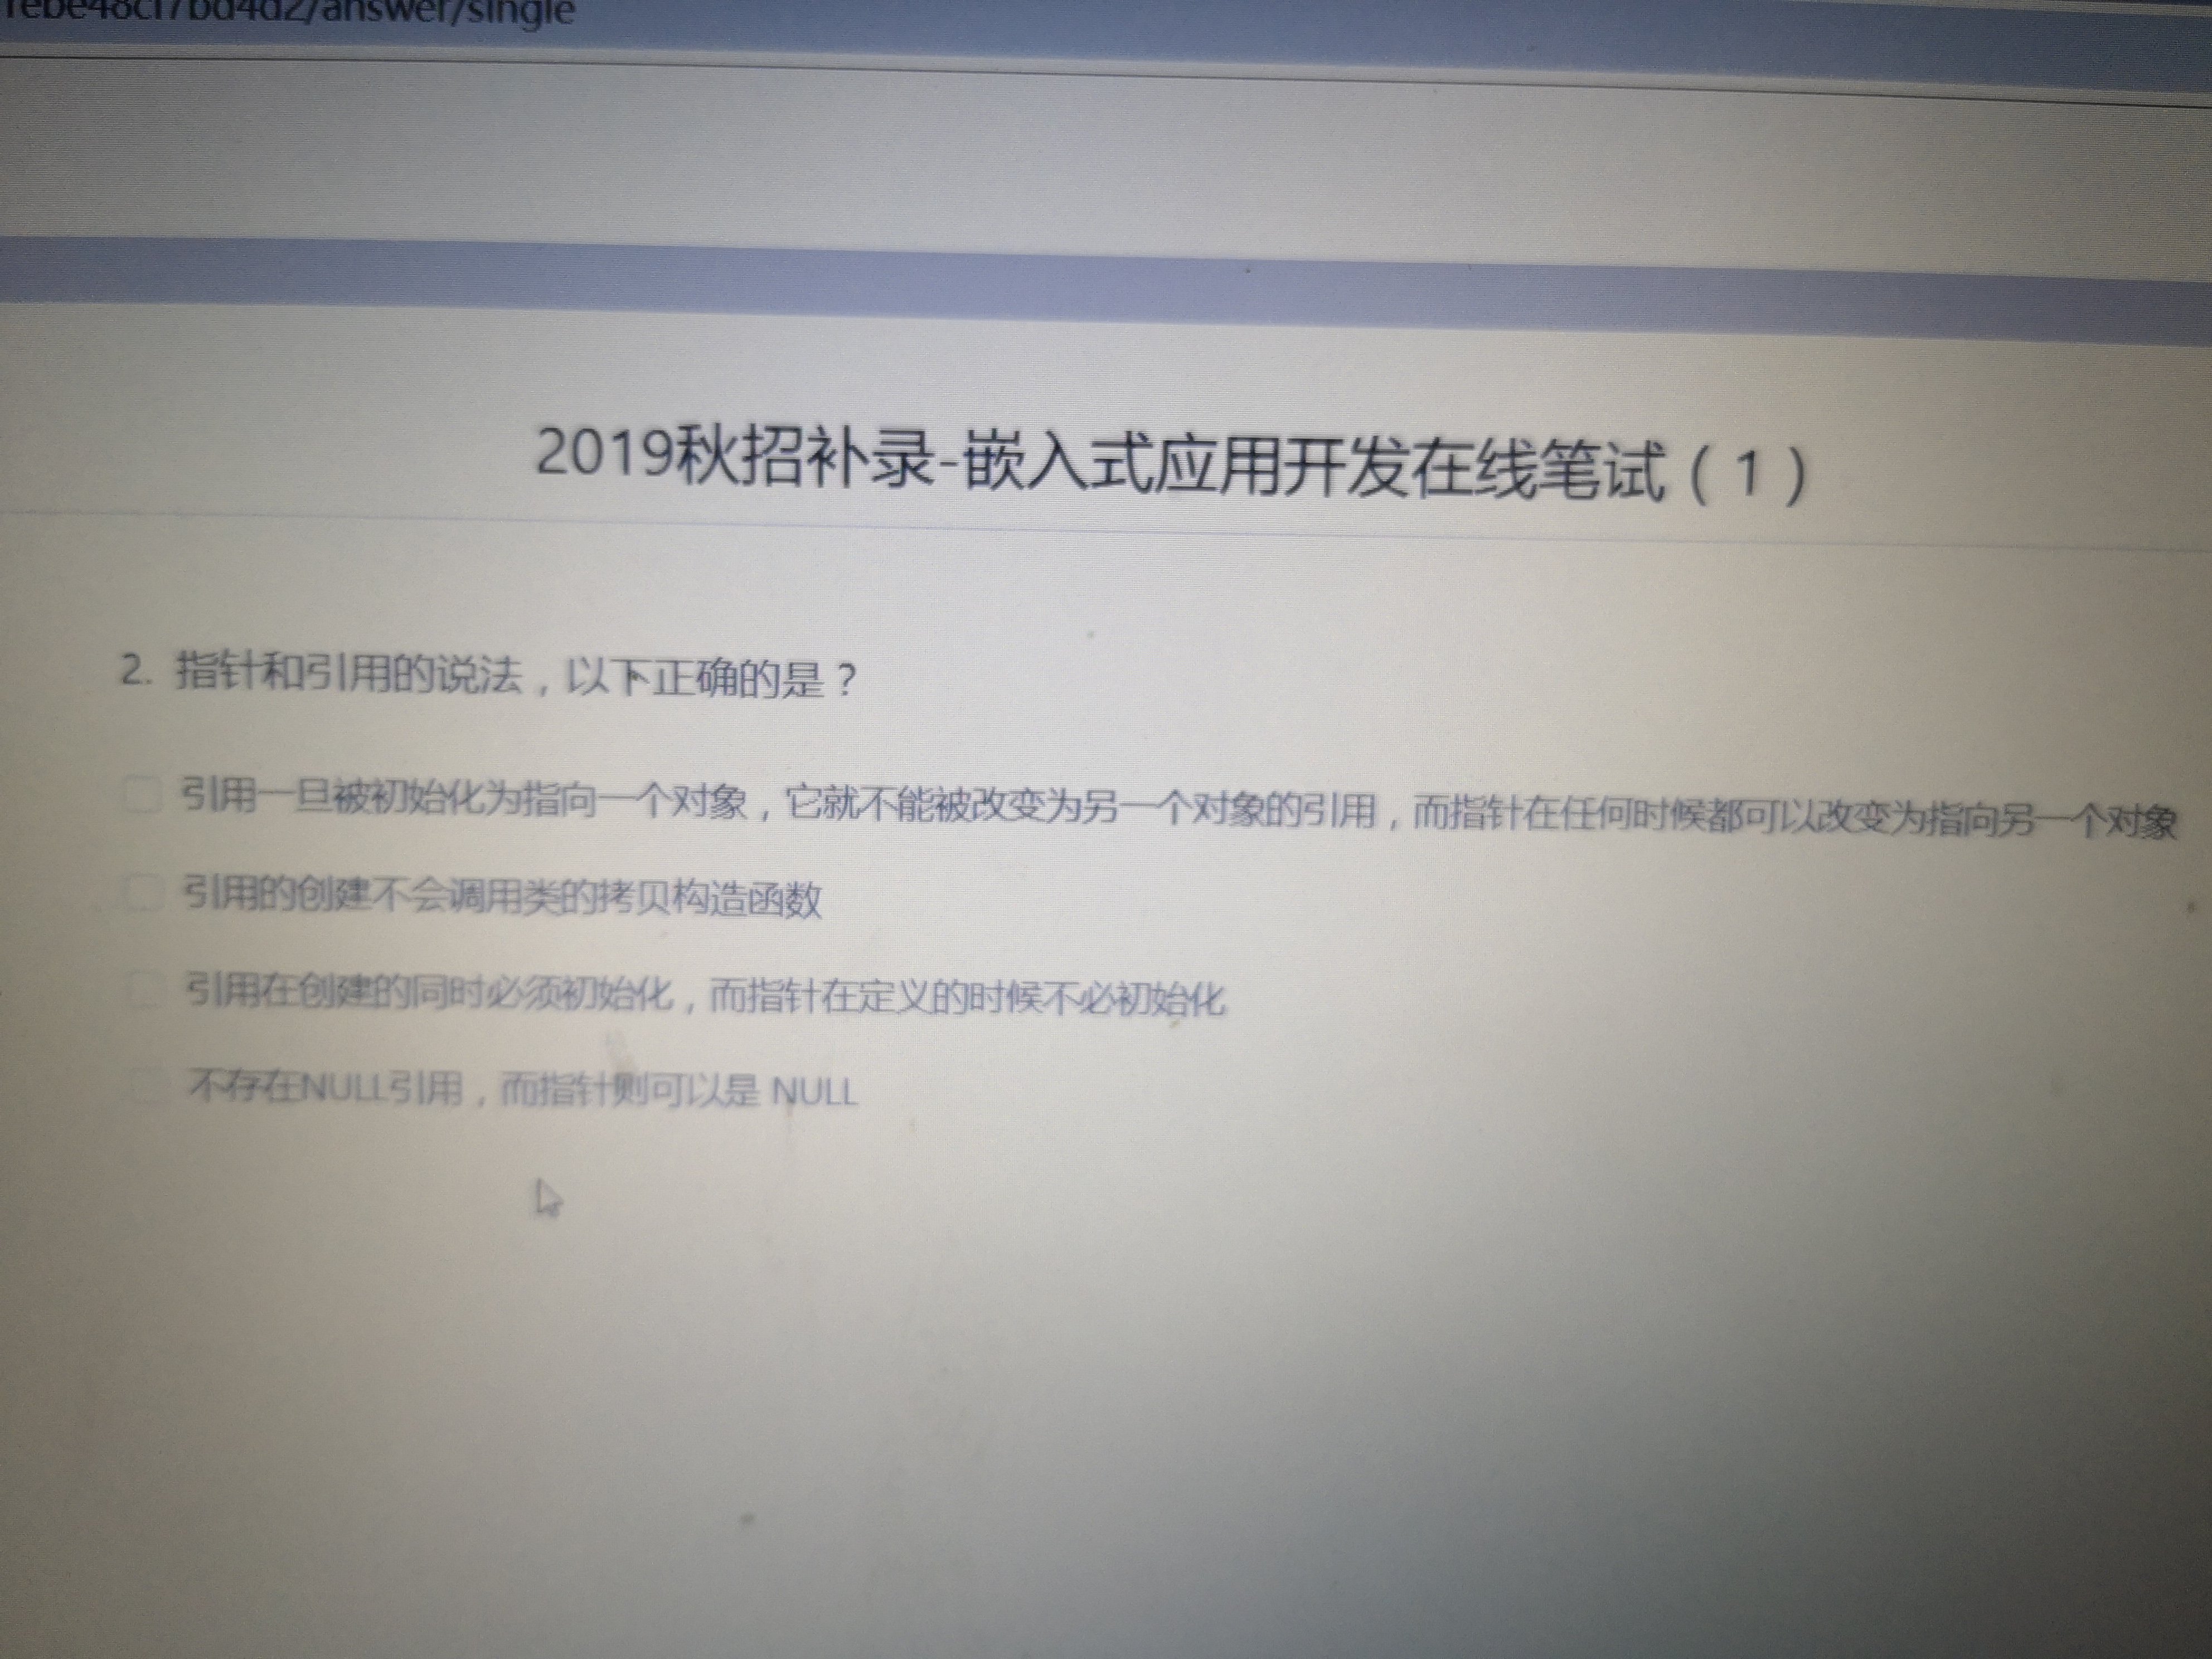 /answer/single
2019秋招补录-嵌入式应用开发在线笔试（1）
2. 指针和引用的说法，以下正确的是？
引用一旦被初始化为指向一个对象，它就不能被改变为另一个对象的引用，而指针在任何时候都可以改变为指向另一个对象
引用的创建不会调用类的拷贝构造函数
引用在创建的同时必须初始化，而指针在定义的时候不必初始化
不存在NULL引用，而指针则可以是 NULL